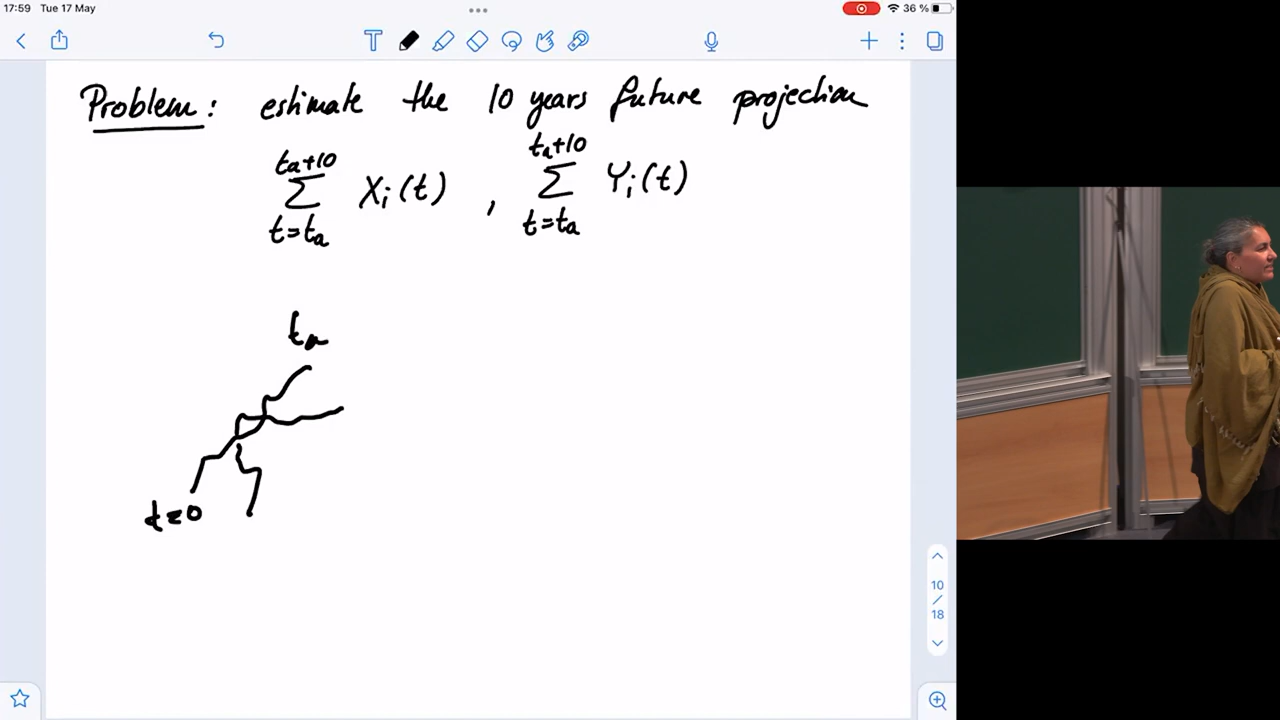 17:59 Tue 17 May
36 %
Problem: estimate the 10 years future projection
∑_{t=ta}^{ta+10} Xi(t) , ∑_{t=ta}^{ta+10} Yi(t)
ta
t=0
10
/
18